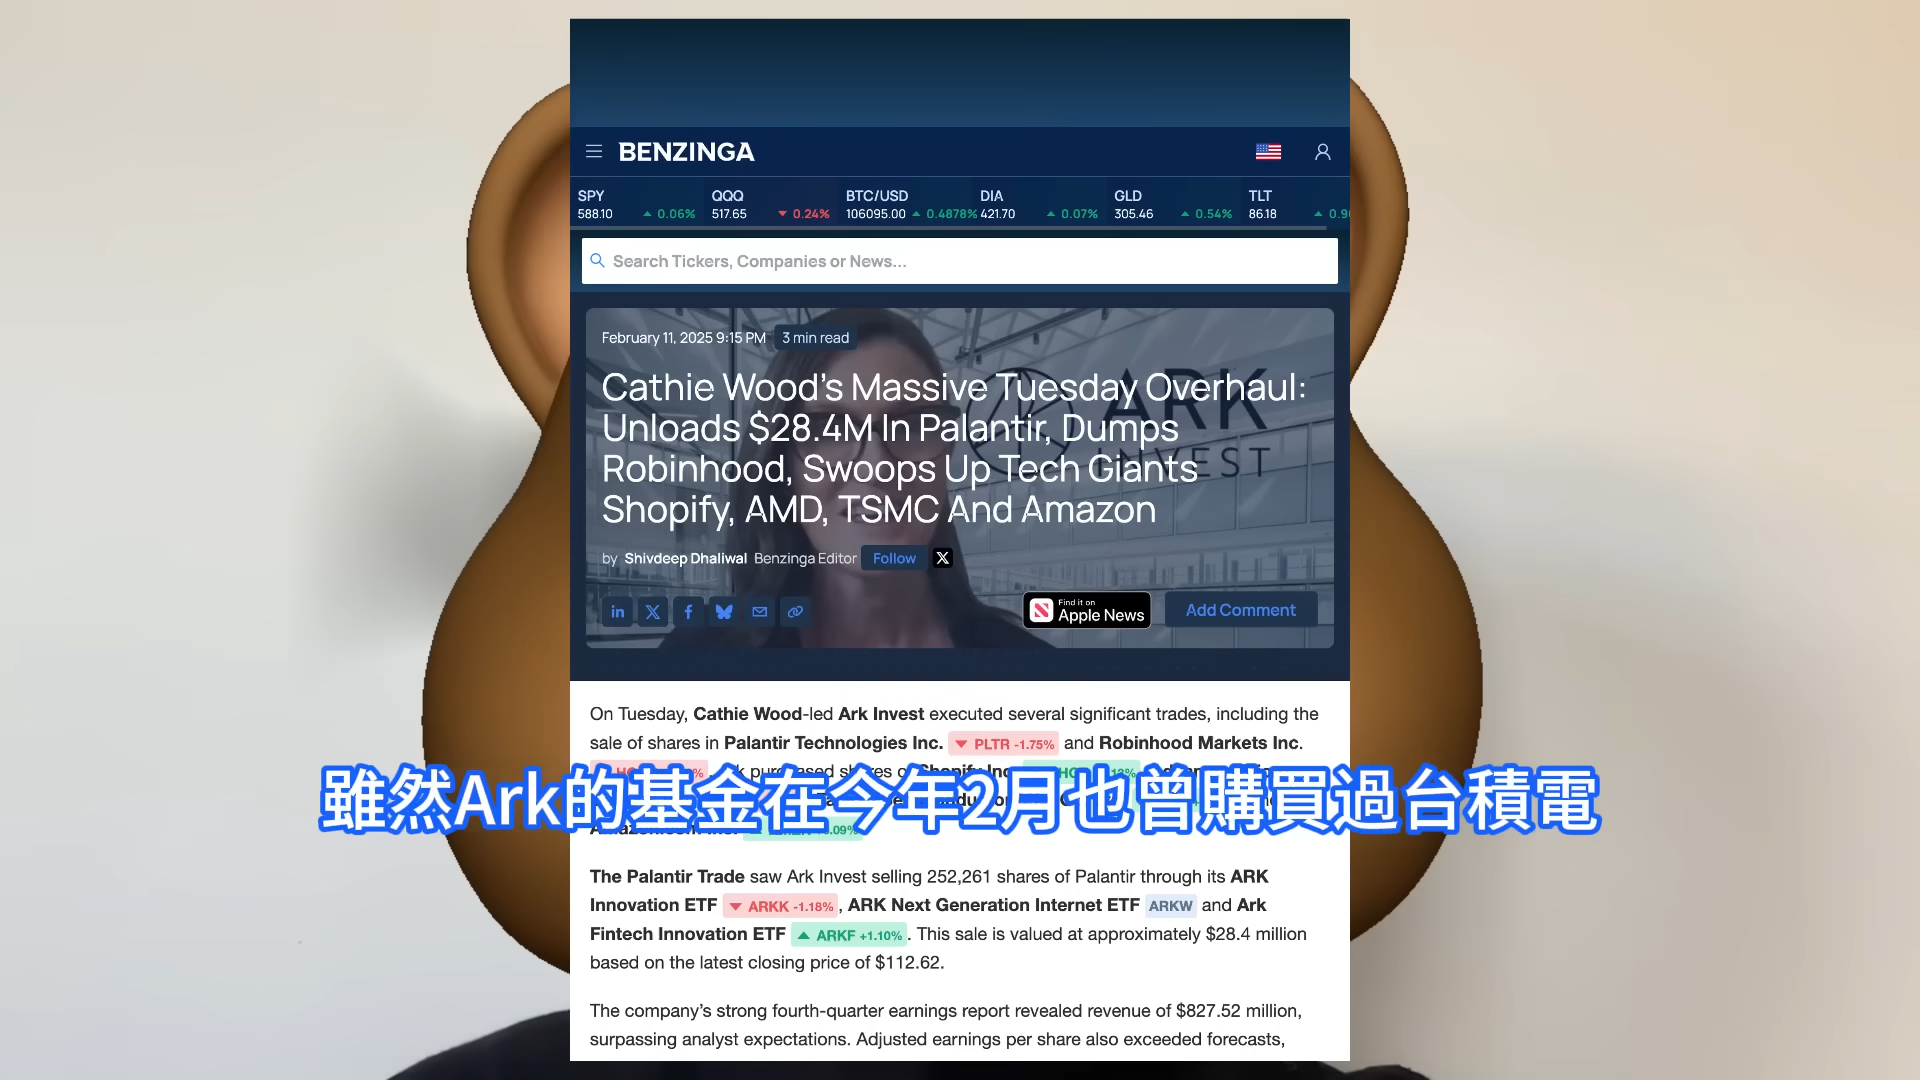 BENZINGA
SPY QQQ BTC/USD DIA GLD TLT
588.10 ▲ 0.06% 517.65 ▼ 0.24% 106095.00 ▲ 0.4878% 421.70 ▲ 0.07% 305.46 ▲ 0.54% 86.18
Search Tickers, Companies or News...
February 11, 2025 9:15 PM 3 min read
Cathie Wood's Massive Tuesday Overhaul:
Unloads $28.4M In Palantir, Dumps
Robinhood, Swoops Up Tech Giants
Shopify, AMD, TSMC And Amazon
ARK
INVEST
by Shivdeep Dhaliwal Benzinga Editor Follow X
Find it on
Apple News
Add Comment
On Tuesday, Cathie Wood-led Ark Invest executed several significant trades, including the
sale of shares in Palantir Technologies Inc. ▼ PLTR -1.75% and Robinhood Markets Inc.
雖然Ark的基金在今年2月也曾購買過台積電
The Palantir Trade saw Ark Invest selling 252,261 shares of Palantir through its ARK
Innovation ETF ▼ ARKK -1.18%, ARK Next Generation Internet ETF ARKW and Ark
Fintech Innovation ETF ▲ ARKF +1.10%. This sale is valued at approximately $28.4 million
based on the latest closing price of $112.62.
The company's strong fourth-quarter earnings report revealed revenue of $827.52 million,
surpassing analyst expectations. Adjusted earnings per share also exceeded forecasts,